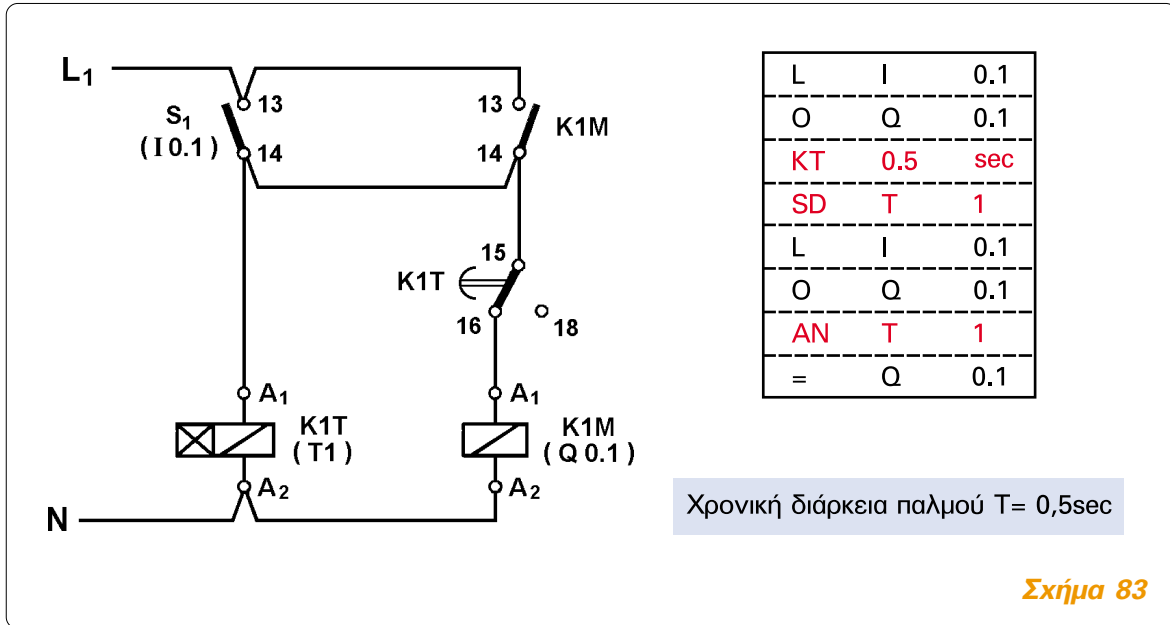 L₁
13
13
S₁
K1M
(I 0.1)
14
14
15
K1T
16
18
A₁
A₁
K1T
K1M
(T1)
(Q 0.1)
A₂
A₂
N
L I 0.1
O Q 0.1
KT 0.5 sec
SD T 1
L I 0.1
O Q 0.1
AN T 1
= Q 0.1
Χρονική διάρκεια παλμού Τ= 0,5sec
Σχήμα 83